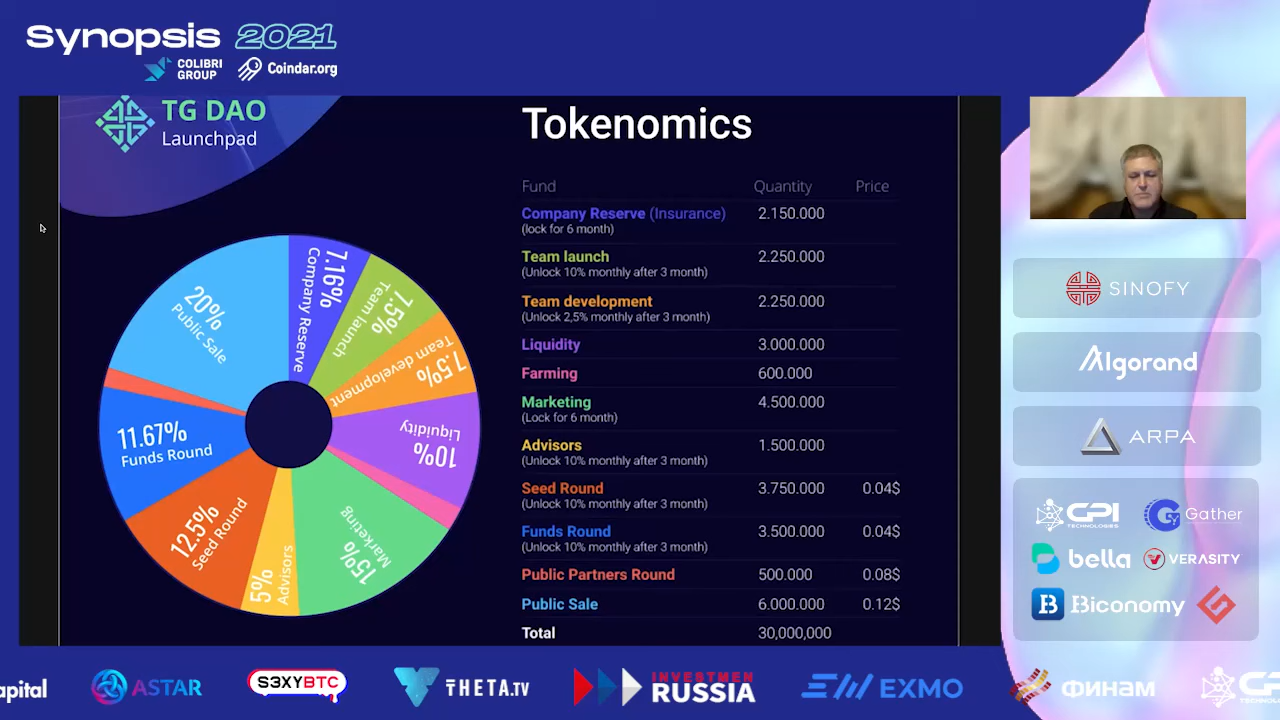 Synopsis 2021
COLIBRI GROUP
Coindar.org
TG DAO
Launchpad
Tokenomics
Fund Quantity Price
Company Reserve (Insurance) 2.150.000
(lock for 6 month)
Team launch 2.250.000
(Unlock 10% monthly after 3 month)
Team development 2.250.000
(Unlock 2,5% monthly after 3 month)
Liquidity 3.000.000
Farming 600.000
Marketing 4.500.000
(Lock for 6 month)
Advisors 1.500.000
(Unlock 10% monthly after 3 month)
Seed Round 3.750.000 0.04$
(Unlock 10% monthly after 3 month)
Funds Round 3.500.000 0.04$
(Unlock 10% monthly after 3 month)
Public Partners Round 500.000 0.08$
Public Sale 6.000.000 0.12$
Total 30,000,000
7.16%
Company Reserve
7.5%
Team launch
7.5%
Team development
10%
Liquidity
15%
Marketing
5%
Advisors
12.5%
Seed Round
11.67%
Funds Round
20%
Public Sale
SINOFY
Algorand
ARPA
CPI
TECHNOLOGIES
Gather
bella
VERASITY
Biconomy
apital
ASTAR
S3XYBTC
THETA.TV
INVESTMEN
RUSSIA
EXMO
ФИНАМ